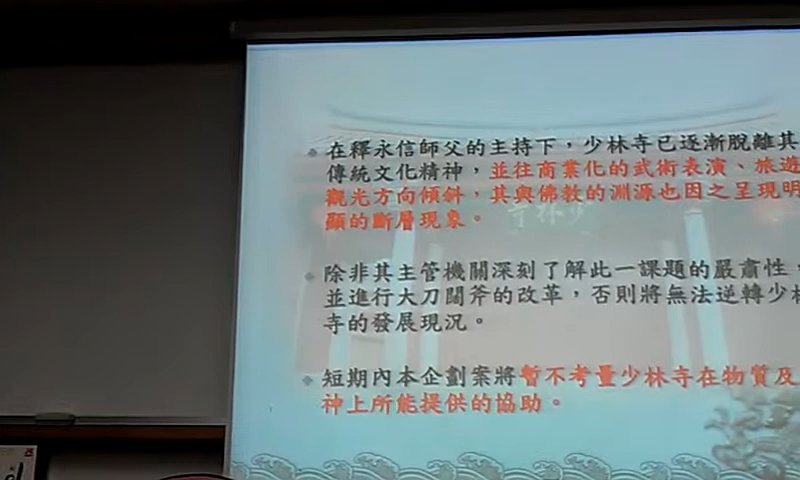 在釋永信師父的主持下，少林寺已逐漸脫離其
傳統文化精神，並往商業化的武術表演、旅遊
觀光方向傾斜，其與佛教的淵源也因之呈現明
顯的斷層現象。
除非其主管機關深刻了解此一課題的嚴肅性，
並進行大刀闊斧的改革，否則將無法逆轉少林
寺的發展現況。
短期內本企劃案將暫不考量少林寺在物質及
神上所能提供的協助。